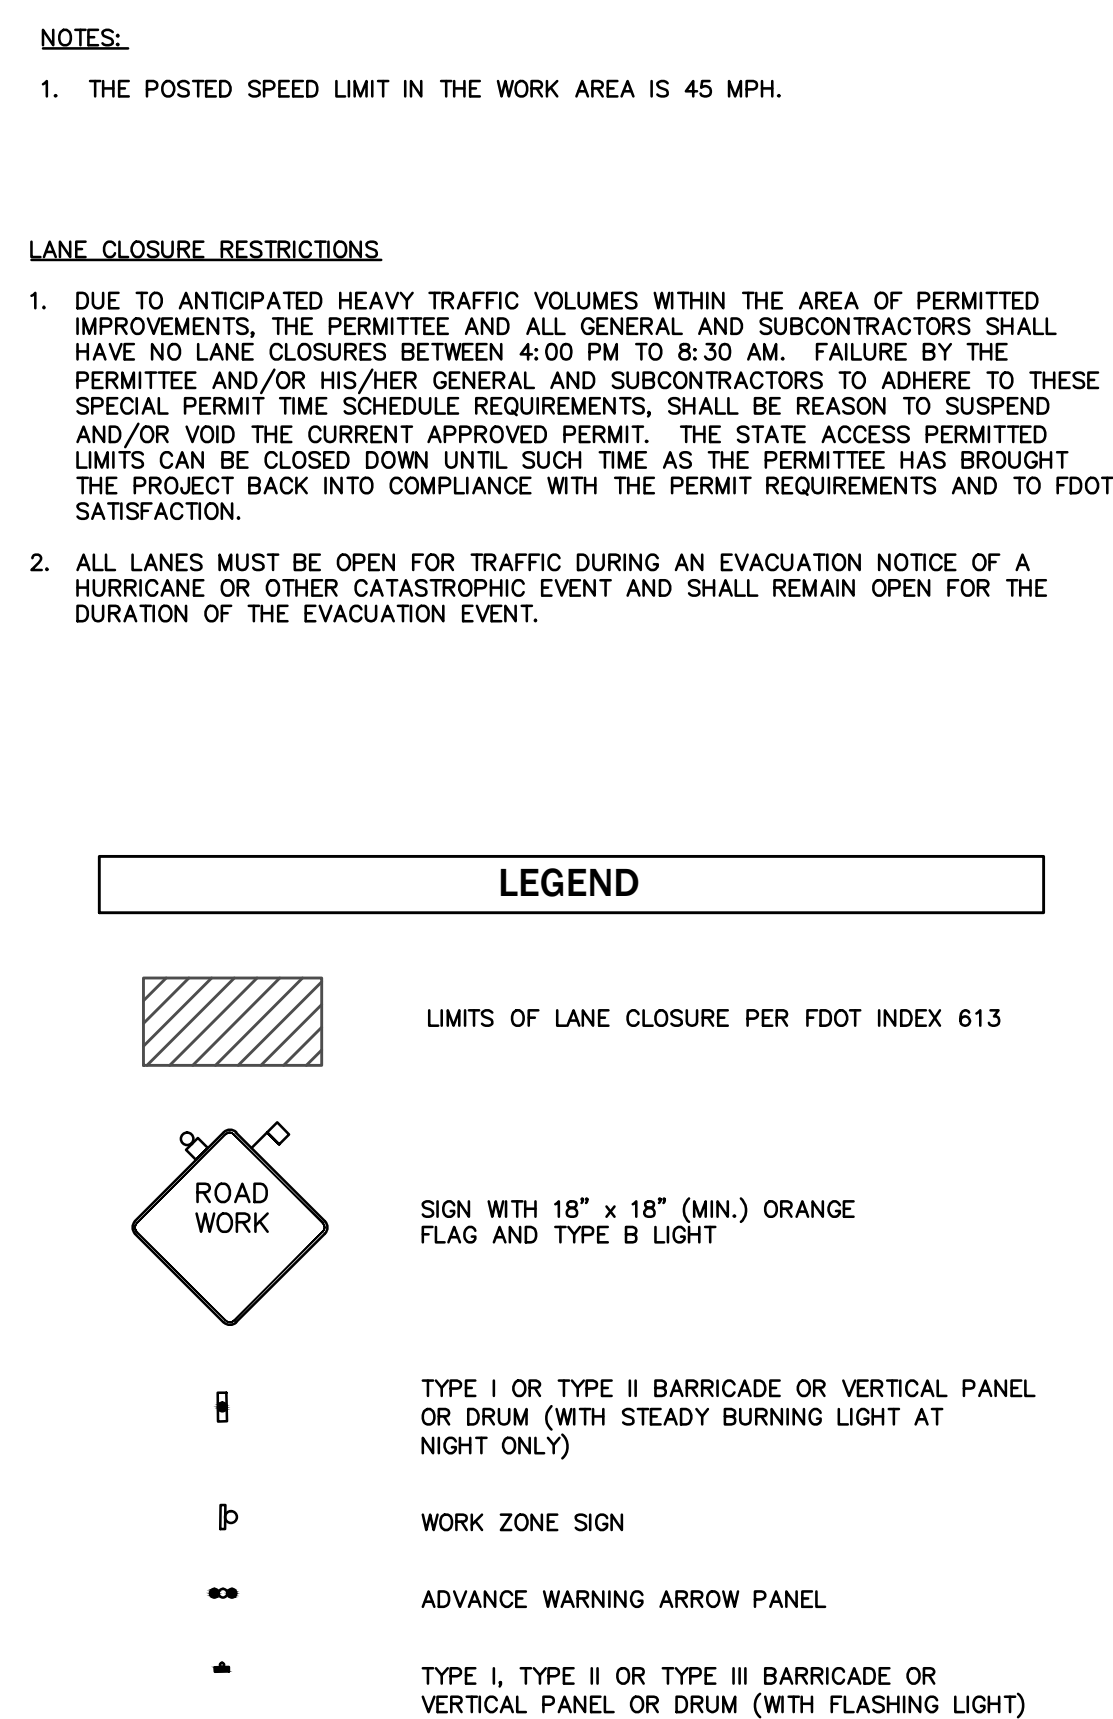 NOTES:
1. THE POSTED SPEED LIMIT IN THE WORK AREA IS 45 MPH.
LANE CLOSURE RESTRICTIONS
1. DUE TO ANTICIPATED HEAVY TRAFFIC VOLUMES WITHIN THE AREA OF PERMITTED
IMPROVEMENTS, THE PERMITTEE AND ALL GENERAL AND SUBCONTRACTORS SHALL
HAVE NO LANE CLOSURES BETWEEN 4:00 PM TO 8:30 AM. FAILURE BY THE
PERMITTEE AND/OR HIS/HER GENERAL AND SUBCONTRACTORS TO ADHERE TO THESE
SPECIAL PERMIT TIME SCHEDULE REQUIREMENTS, SHALL BE REASON TO SUSPEND
AND/OR VOID THE CURRENT APPROVED PERMIT. THE STATE ACCESS PERMITTED
LIMITS CAN BE CLOSED DOWN UNTIL SUCH TIME AS THE PERMITTEE HAS BROUGHT
THE PROJECT BACK INTO COMPLIANCE WITH THE PERMIT REQUIREMENTS AND TO FDOT
SATISFACTION.
2. ALL LANES MUST BE OPEN FOR TRAFFIC DURING AN EVACUATION NOTICE OF A
HURRICANE OR OTHER CATASTROPHIC EVENT AND SHALL REMAIN OPEN FOR THE
DURATION OF THE EVACUATION EVENT.
LEGEND
LIMITS OF LANE CLOSURE PER FDOT INDEX 613
ROAD
WORK
SIGN WITH 18" x 18" (MIN.) ORANGE
FLAG AND TYPE B LIGHT
TYPE I OR TYPE II BARRICADE OR VERTICAL PANEL
OR DRUM (WITH STEADY BURNING LIGHT AT
NIGHT ONLY)
WORK ZONE SIGN
ADVANCE WARNING ARROW PANEL
TYPE I, TYPE II OR TYPE III BARRICADE OR
VERTICAL PANEL OR DRUM (WITH FLASHING LIGHT)